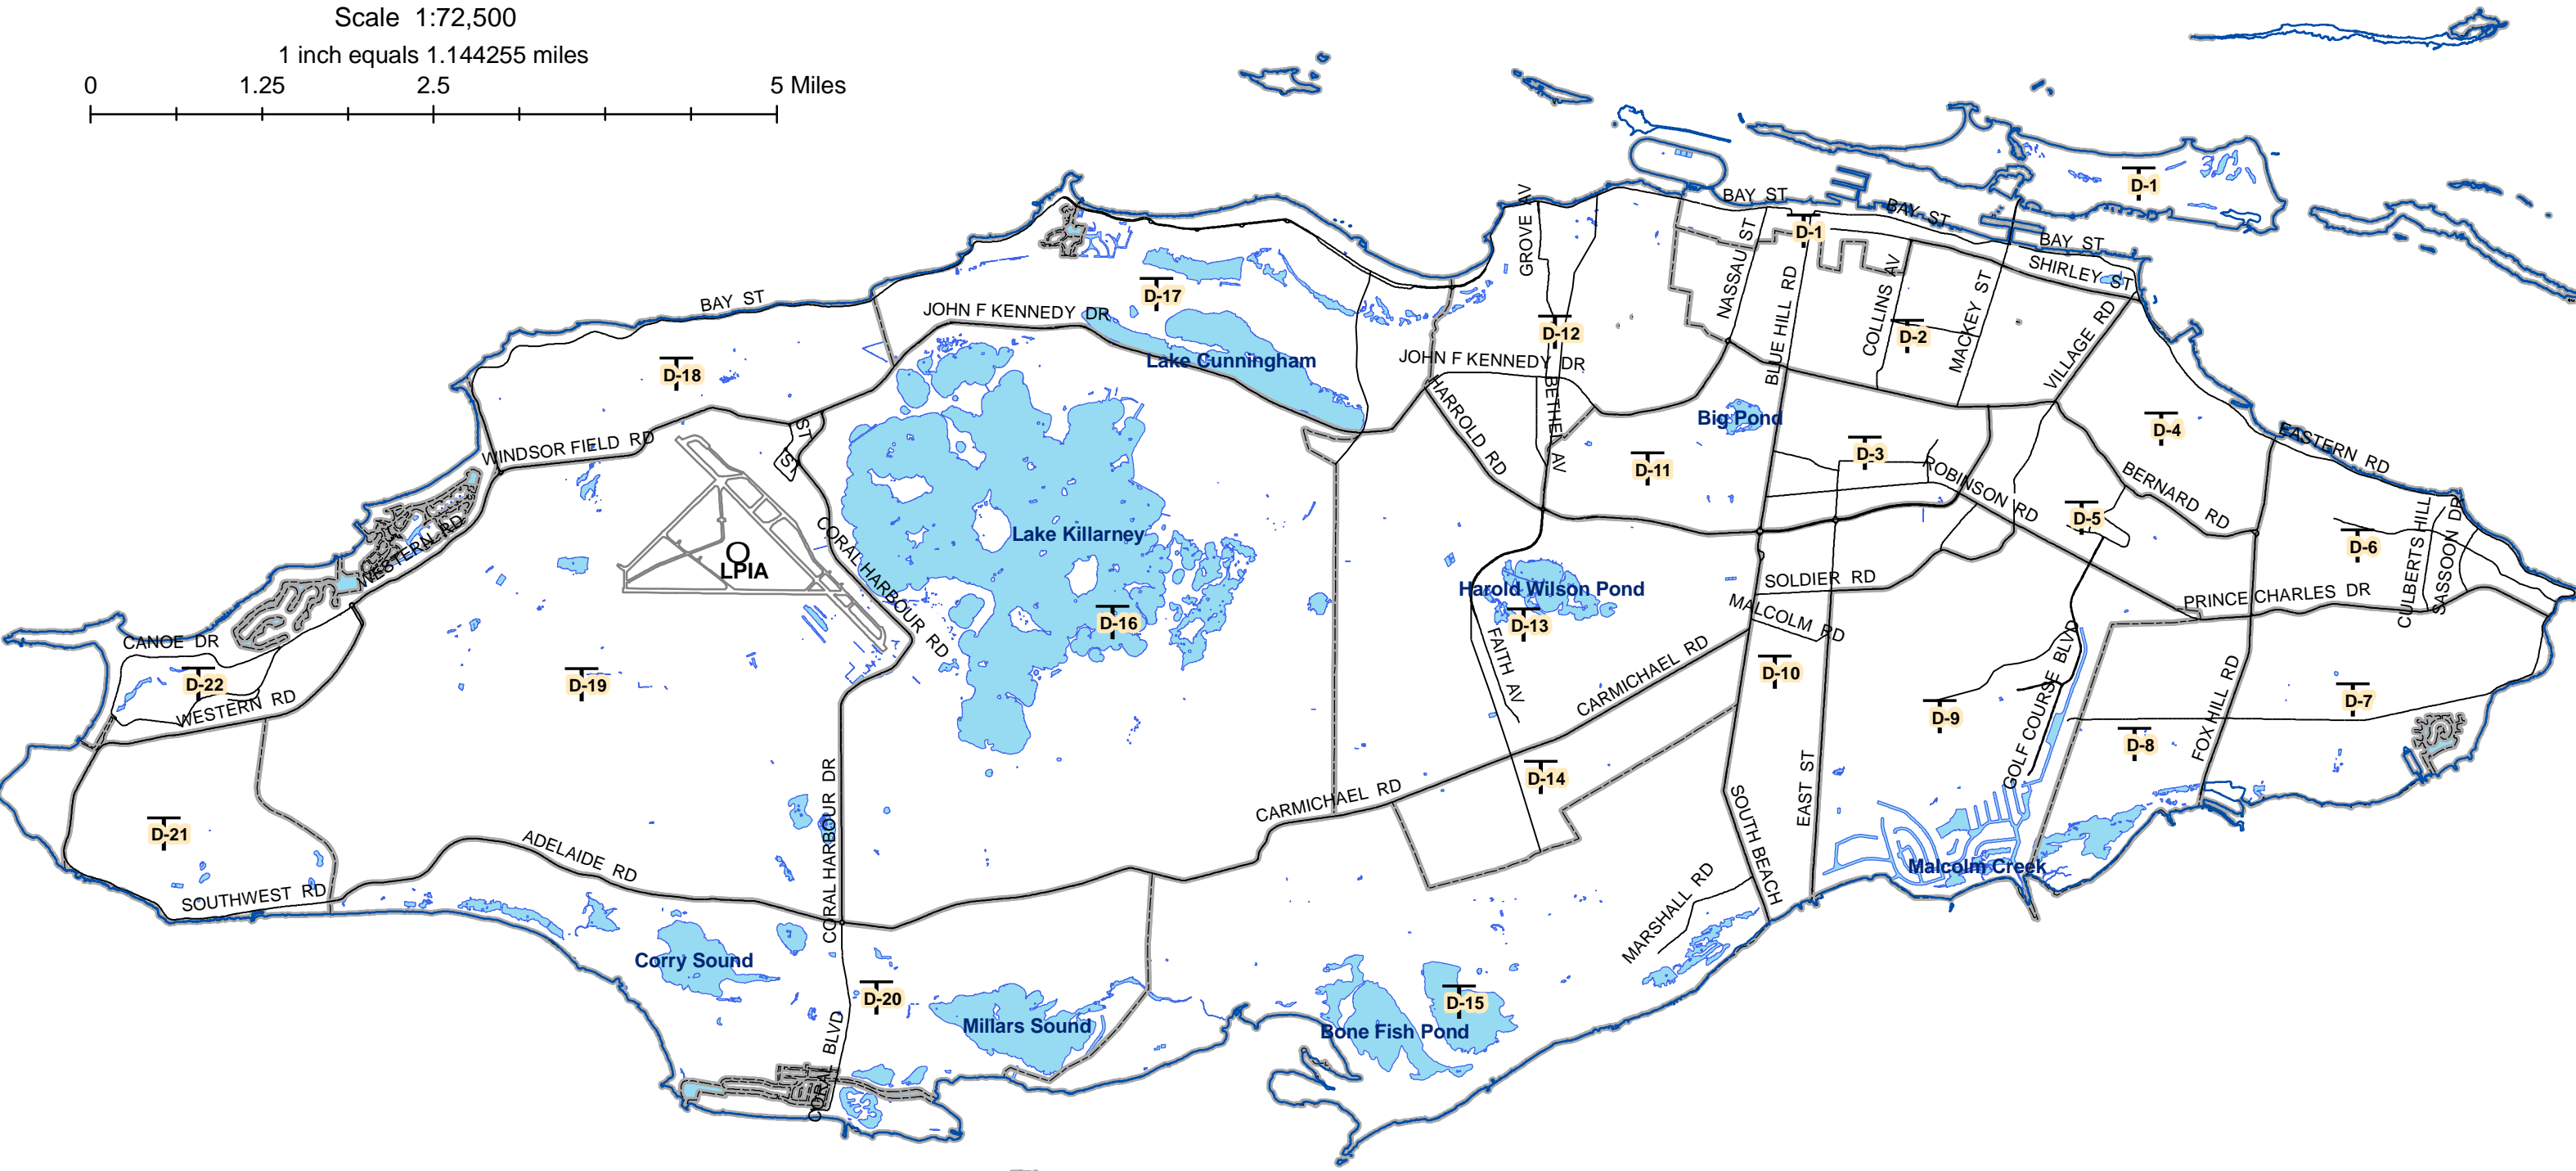 Scale 1:72,500
1 inch equals 1.144255 miles
0 1.25 2.5 5 Miles
D-1
GROVE AV
BAY ST
BAY ST
BAY ST
D-1
SHIRLEY ST
NASSAU ST
BLUE HILL RD
COLLINS AV
MACKEY ST
VILLAGE RD
BAY ST
D-17
JOHN F KENNEDY DR
D-12
D-2
Lake Cunningham
JOHN F KENNEDY DR
D-18
HARROLD RD
BETHEL AV
Big Pond
D-4
EASTERN RD
WINDSOR FIELD RD
ST
D-3
D-11
ROBINSON RD
BERNARD RD
WESTERN RD
LPIA
CORAL HARBOUR RD
Lake Killarney
D-5
D-6
CULBERTS HILL
SASSOON DR
Harold Wilson Pond
SOLDIER RD
MALCOLM RD
PRINCE CHARLES DR
D-16
D-13
CANOE DR
D-22
WESTERN RD
D-19
FAITH AV
CARMICHAEL RD
D-10
GOLF COURSE BLVD
D-9
FOX HILL RD
D-7
D-8
D-14
CARMICHAEL RD
CORAL HARBOUR DR
SOUTH BEACH
EAST ST
D-21
ADELAIDE RD
SOUTHWEST RD
Malcolm Creek
MARSHALL RD
Corry Sound
D-20
Millars Sound
D-15
Bone Fish Pond
CORAL BLVD